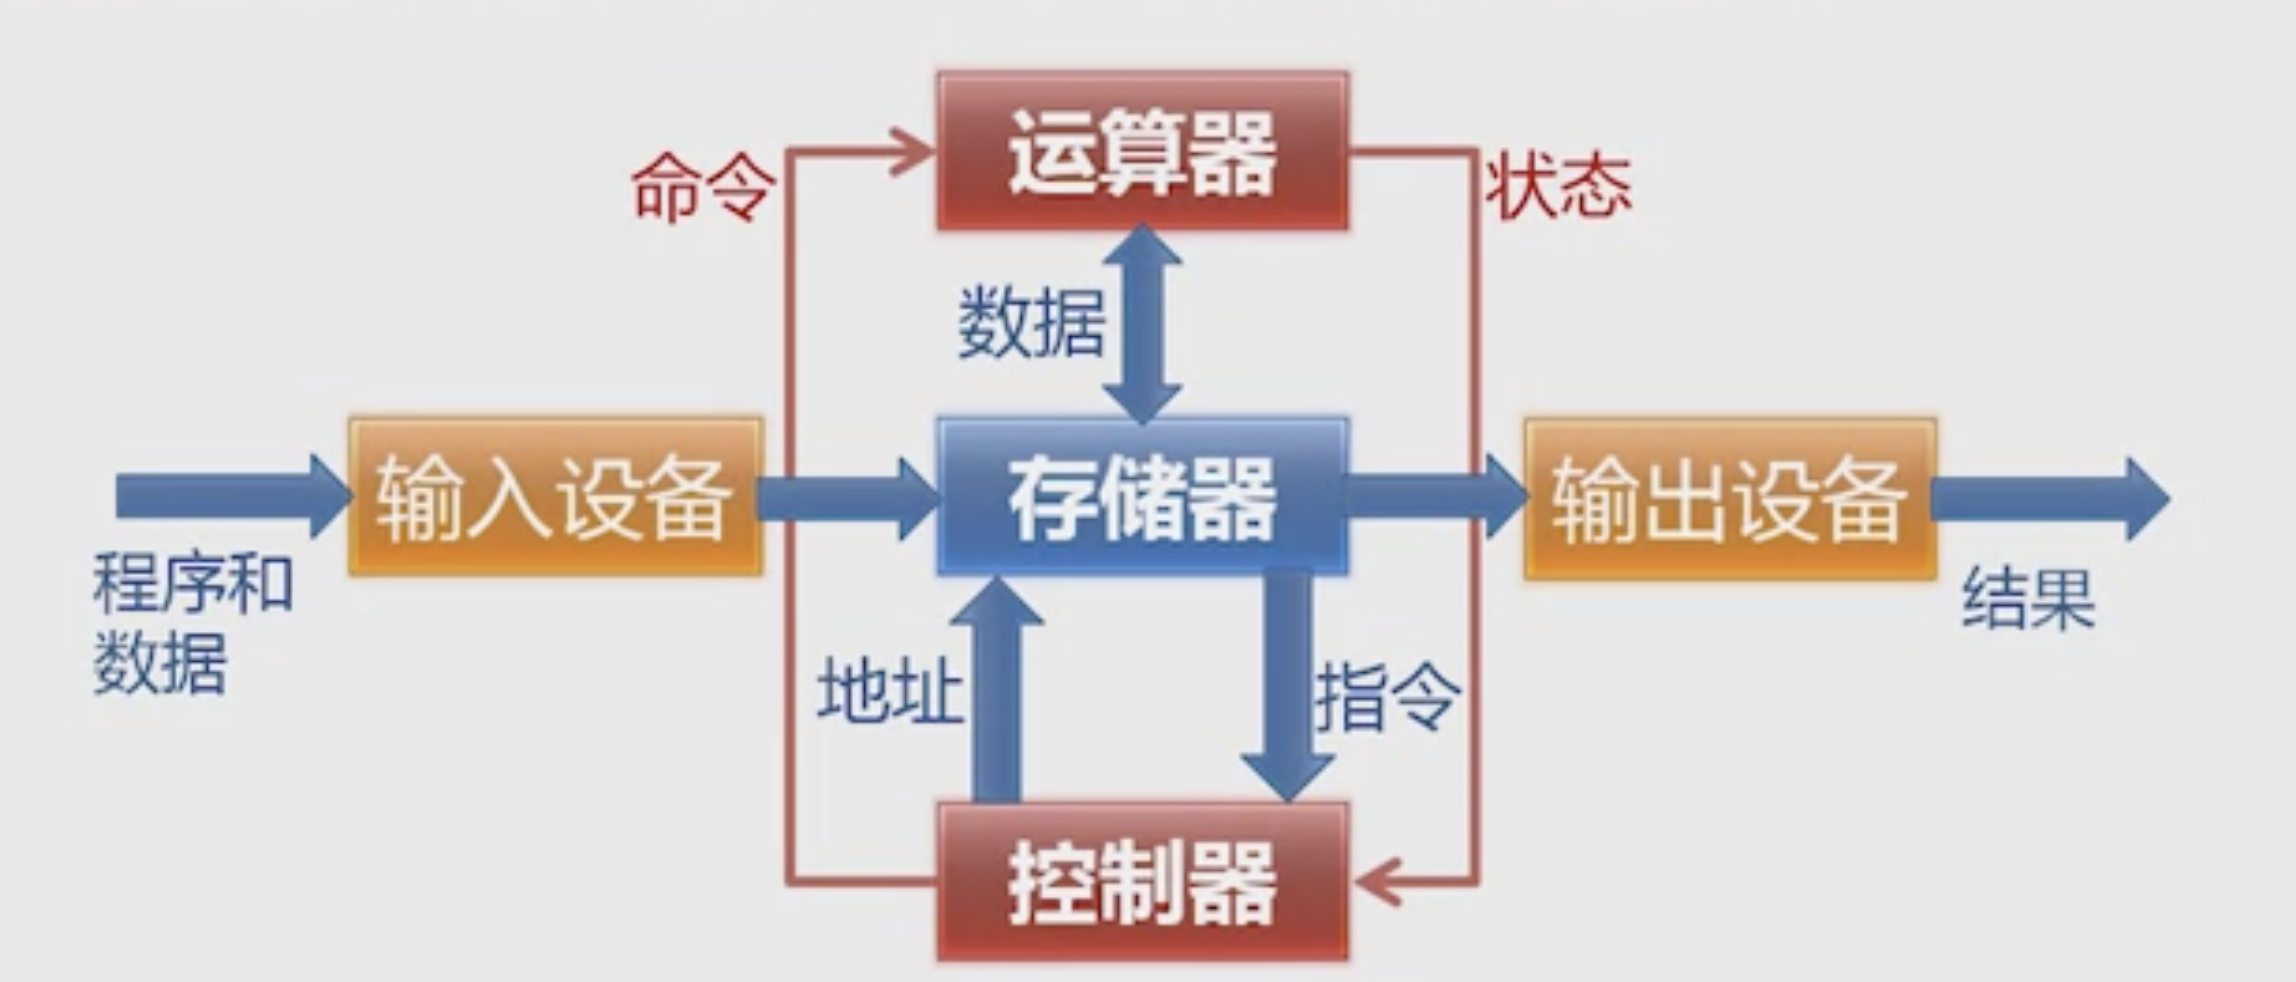 运算器
命令
状态
数据
输入设备
存储器
输出设备
程序和
数据
结果
地址
指令
控制器